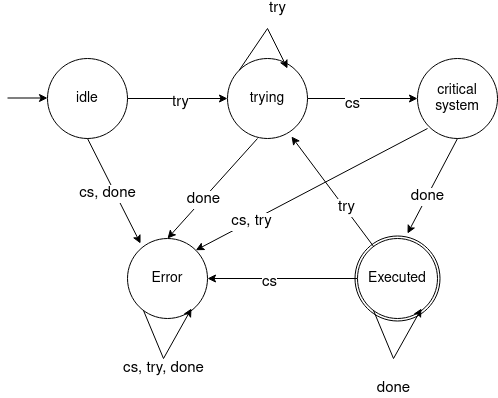 try
idle
try
trying
cs
critical
system
cs, done
done
cs, try
try
done
Error
cs
Executed
cs, try, done
done